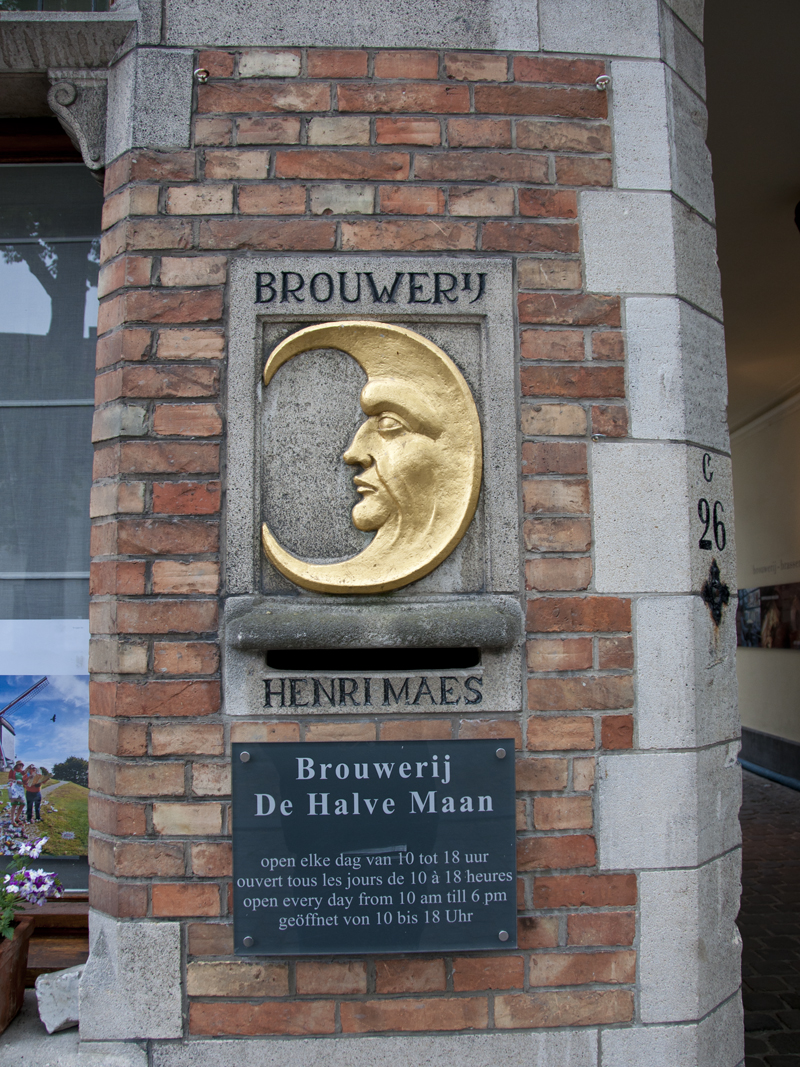 BROUWERIJ
HENRI MAES
C
26
Brouwerij
De Halve Maan
open elke dag van 10 tot 18 uur
ouvert tous les jours de 10 à 18 heures
open every day from 10 am till 6 pm
geöffnet von 10 bis 18 Uhr